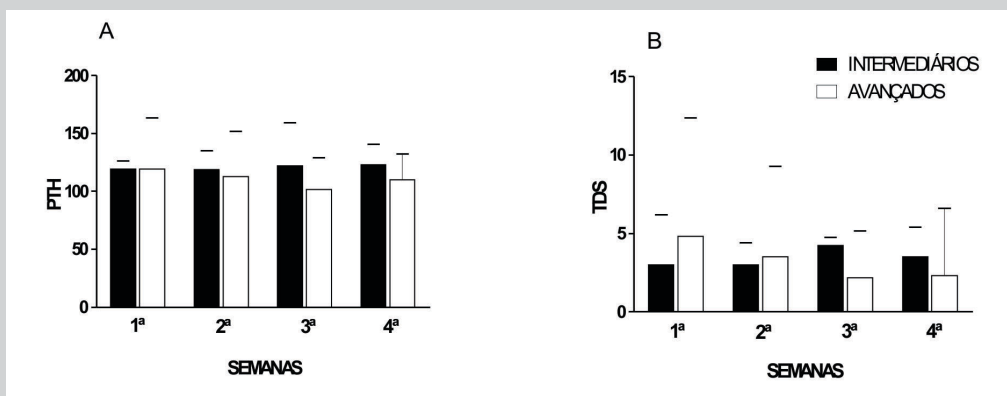 A
200
150
100
50
0
PTH
1ª
2ª
3ª
4ª
SEMANAS
B
INTERMEDIÁRIOS
AVANÇADOS
15
10
5
0
TDS
1ª
2ª
3ª
4ª
SEMANAS